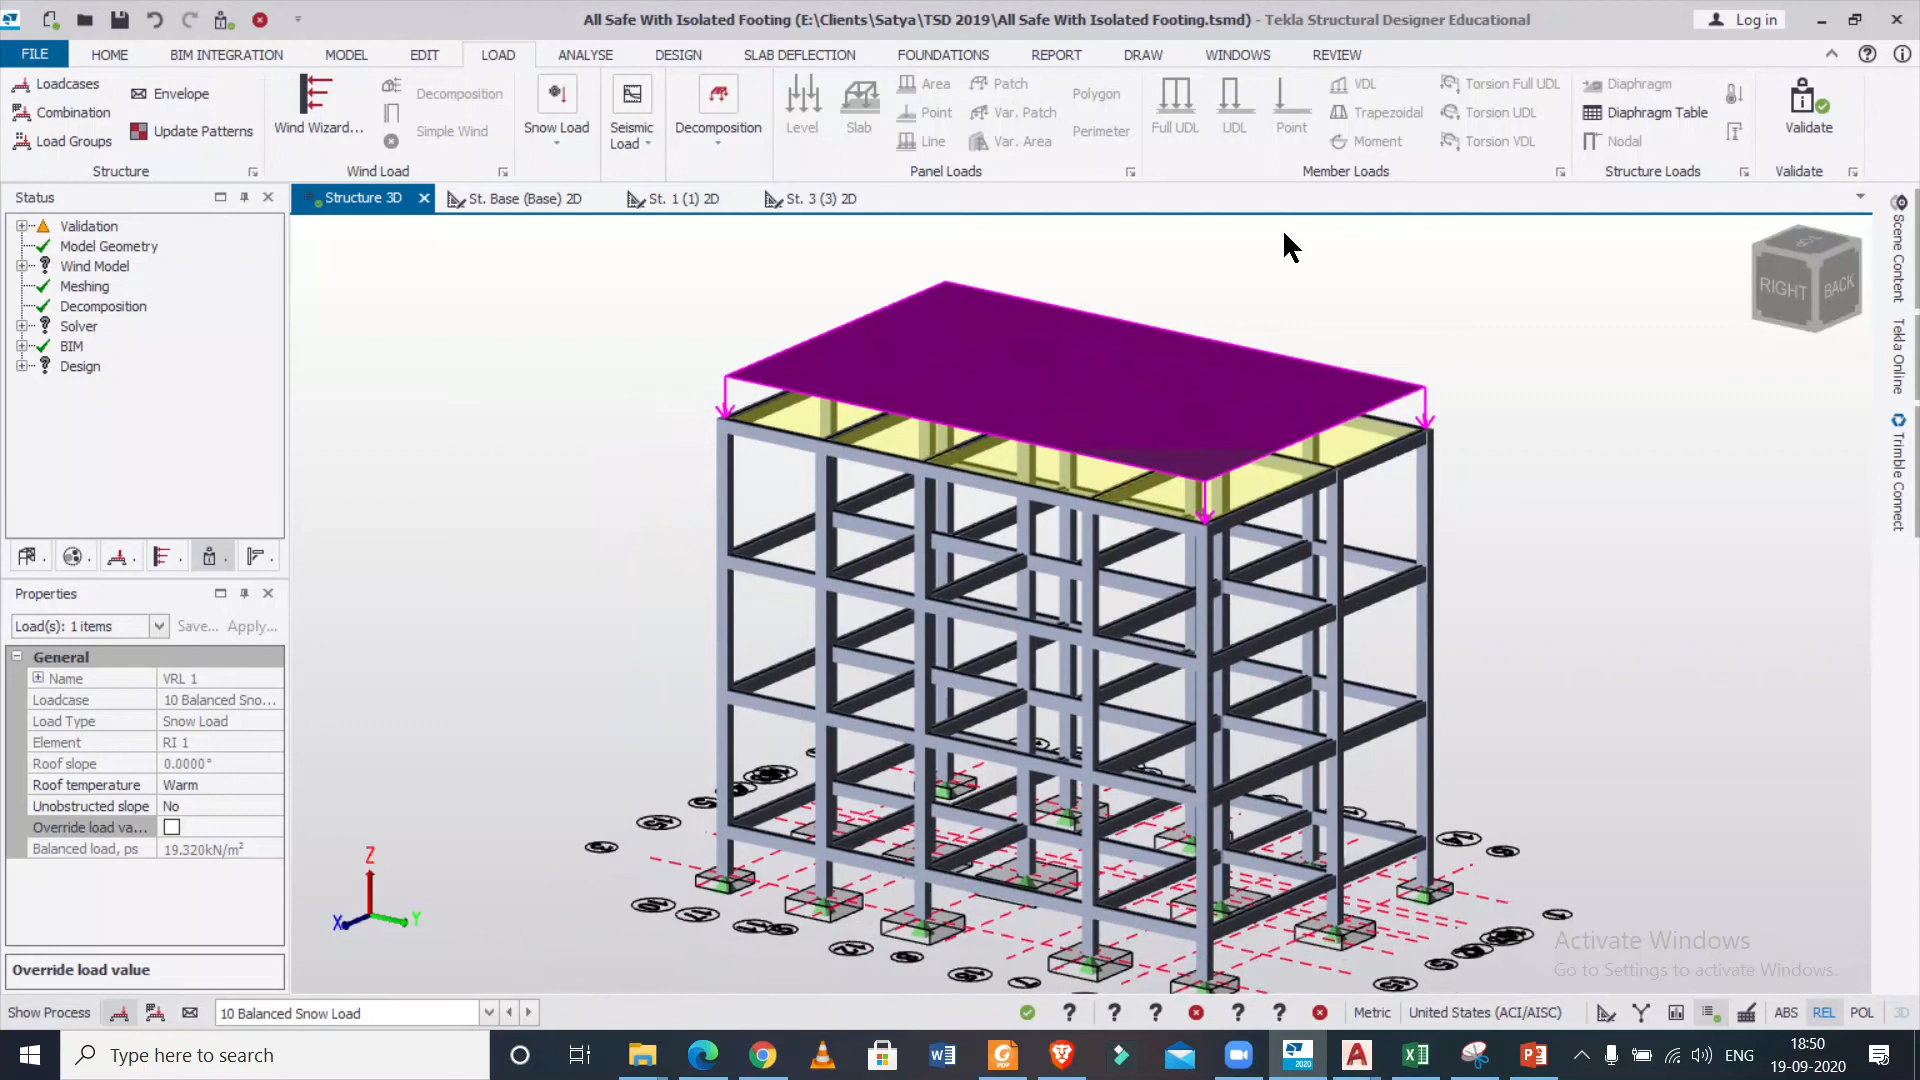 All Safe With Isolated Footing (E:\Clients\Satya\TSD 2019\All Safe With Isolated Footing.tsmd) - Tekla Structural Designer Educational
Log in
FILE HOME BIM INTEGRATION MODEL EDIT LOAD ANALYSE DESIGN SLAB DEFLECTION FOUNDATIONS REPORT DRAW WINDOWS REVIEW
Loadcases
Combination
Load Groups
Envelope
Update Patterns
Structure
Wind Wizard...
Decomposition
Simple Wind
Wind Load
Snow Load
Seismic Load
Decomposition
Level
Slab
Area
Point
Line
Patch
Var. Patch
Var. Area
Polygon
Perimeter
Panel Loads
Full UDL
UDL
Point
VDL
Trapezoidal
Moment
Torsion Full UDL
Torsion UDL
Torsion VDL
Member Loads
Diaphragm
Diaphragm Table
Nodal
Structure Loads
Validate
Validate
Status
Validation
Model Geometry
Wind Model
Meshing
Decomposition
Solver
BIM
Design
Structure 3D
St. Base (Base) 2D
St. 1 (1) 2D
St. 3 (3) 2D
RIGHT
BACK
TOP
Scene Content
Tekla Online
Trimble Connect
Properties
Load(s): 1 items
Save...
Apply...
General
Name VRL 1
Loadcase 10 Balanced Sno...
Load Type Snow Load
Element RI 1
Roof slope 0.0000°
Roof temperature Warm
Unobstructed slope No
Override load va...
Balanced load, ps 19.320kN/m²
Override load value
Z
X
Y
Activate Windows
Go to Settings to activate Windows.
Show Process
10 Balanced Snow Load
Metric
United States (ACI/AISC)
ABS
REL
POL
3D
Type here to search
2020
ENG
18:50
19-09-2020